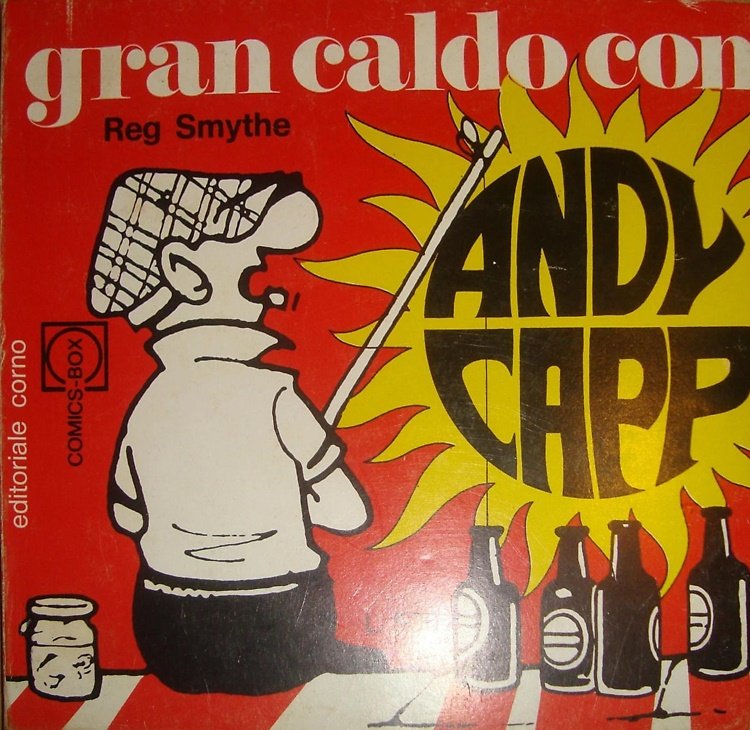 gran caldo con
Reg Smythe
ANDY
CAPP
COMICS-BOX
editoriale corno